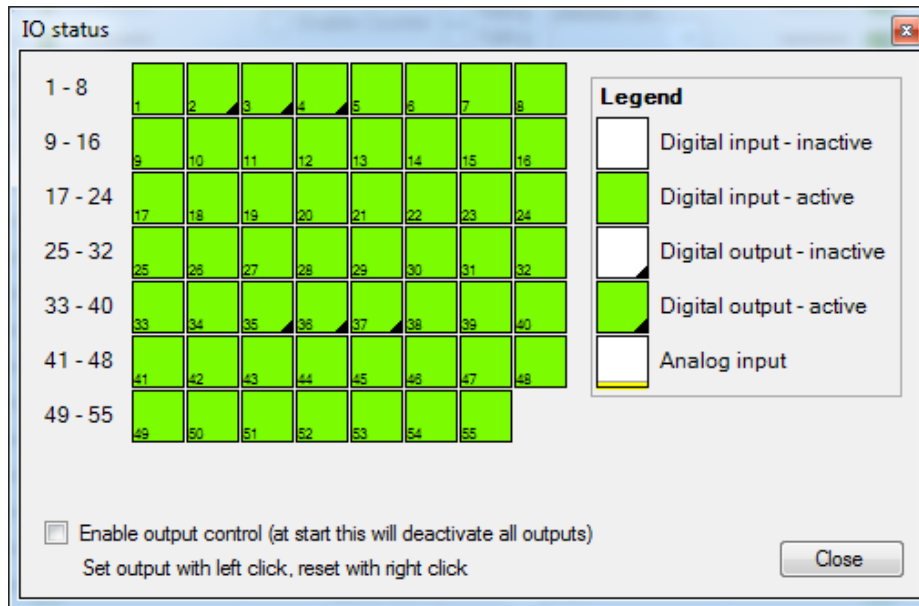 IO status
1 - 8
1 2 3 4 5 6 7 8
9 - 16
9 10 11 12 13 14 15 16
17 - 24
17 18 19 20 21 22 23 24
25 - 32
25 26 27 28 29 30 31 32
33 - 40
33 34 35 36 37 38 39 40
41 - 48
41 42 43 44 45 46 47 48
49 - 55
49 50 51 52 53 54 55
Legend
Digital input - inactive
Digital input - active
Digital output - inactive
Digital output - active
Analog input
Enable output control (at start this will deactivate all outputs)
Set output with left click, reset with right click
Close